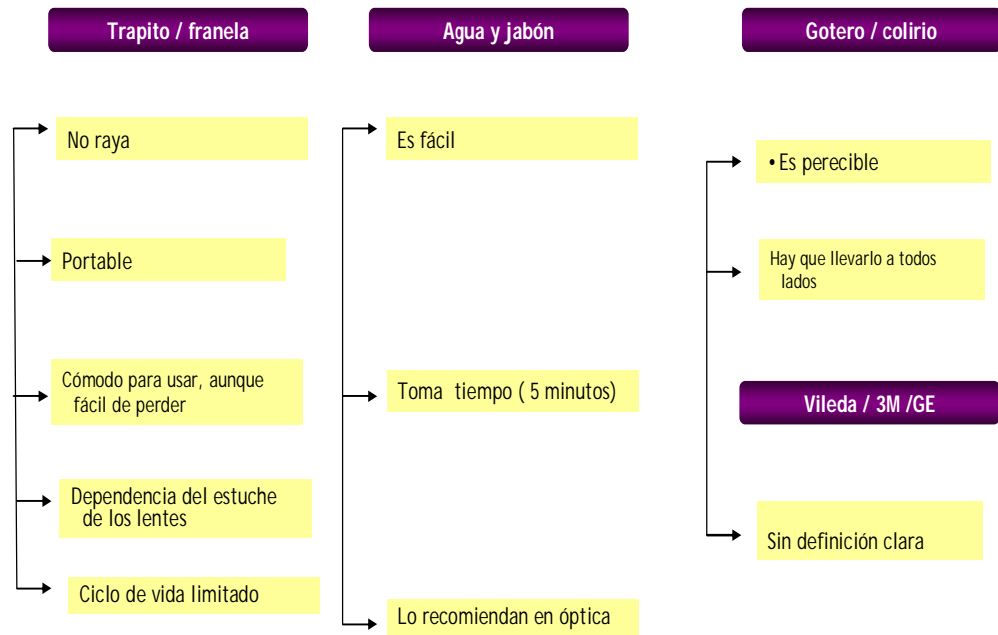 Trapito / franela
No raya
Portable
Cómodo para usar, aunque
fácil de perder
Dependencia del estuche
de los lentes
Ciclo de vida limitado
Agua y jabón
Es fácil
Toma tiempo ( 5 minutos)
Lo recomiendan en óptica
Gotero / colirio
• Es perecible
Hay que llevarlo a todos
lados
Vileda / 3M /GE
Sin definición clara